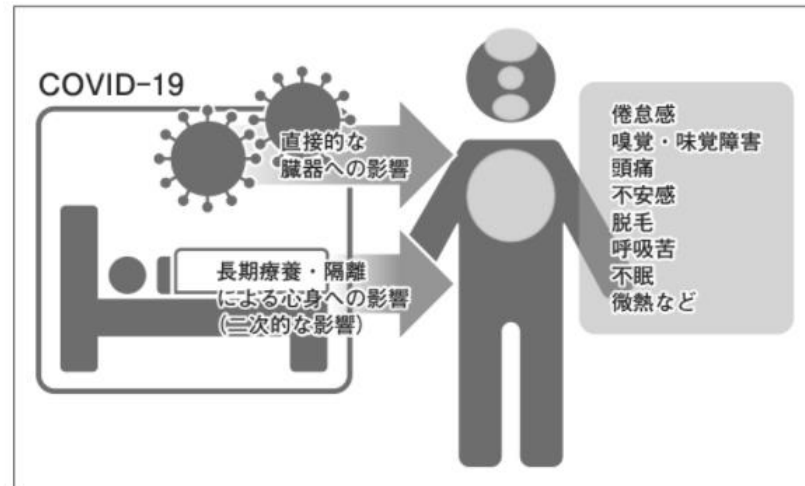 COVID-19
直接的な
臓器への影響
長期療養・隔離
による心身への影響
(二次的な影響)
倦怠感
嗅覚・味覚障害
頭痛
不安感
脱毛
呼吸苦
不眠
微熱など